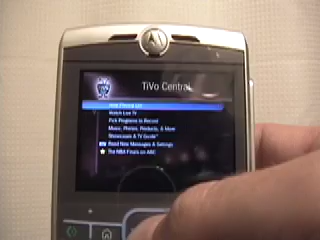 TiVo Central
Now Playing List
Watch Live TV
Pick Programs to Record
Music, Photos, Products, & More
Showcases & TV Guide
Read New Messages & Settings
The NBA Finals on ABC